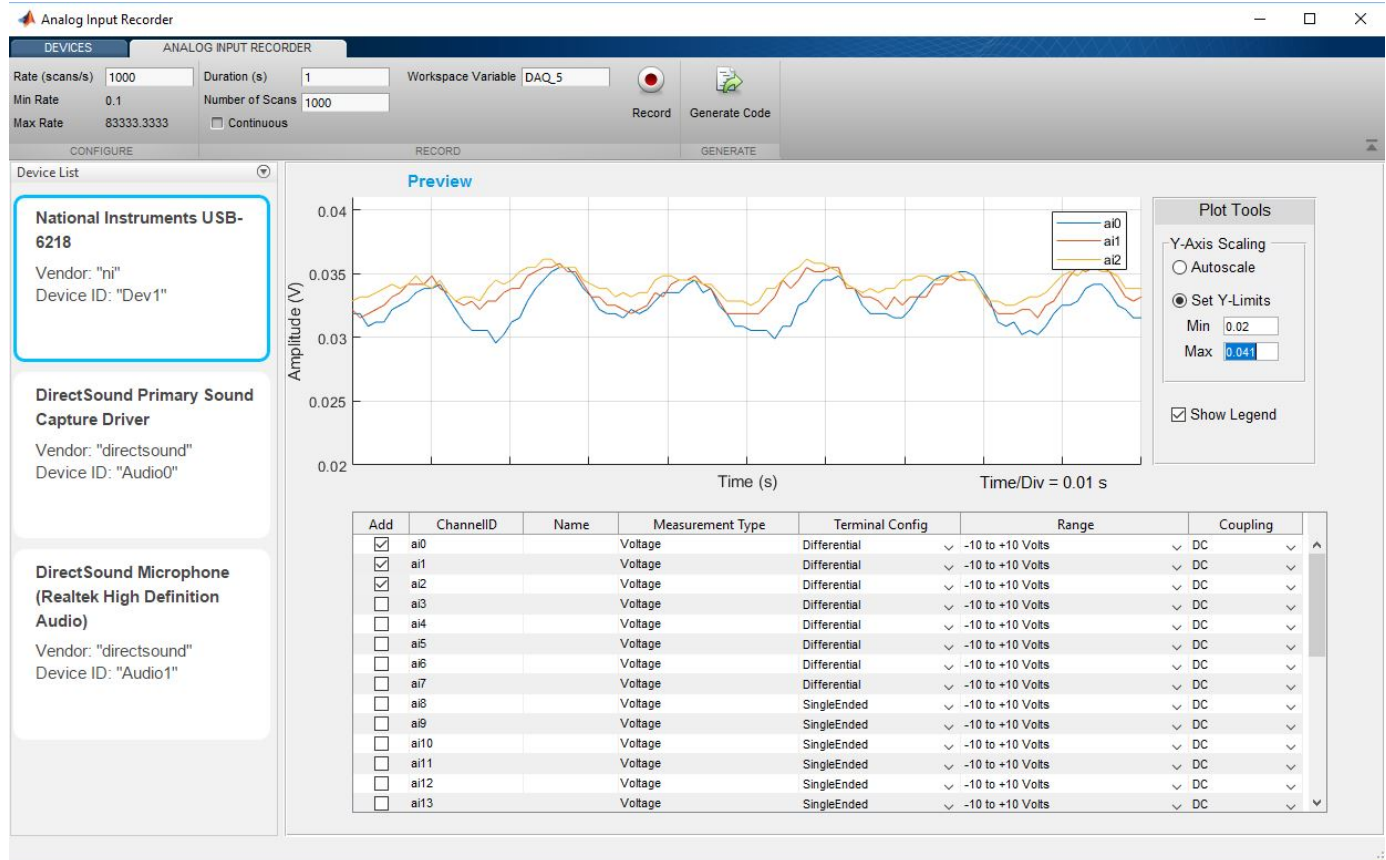 Analog Input Recorder
DEVICES ANALOG INPUT RECORDER
Rate (scans/s) 1000 Duration (s) 1 Workspace Variable DAQ_5
Min Rate 0.1 Number of Scans 1000
Max Rate 83333.3333 Continuous Record Generate Code
CONFIGURE RECORD GENERATE
Device List
National Instruments USB-
6218
Vendor: "ni"
Device ID: "Dev1"
DirectSound Primary Sound
Capture Driver
Vendor: "directsound"
Device ID: "Audio0"
DirectSound Microphone
(Realtek High Definition
Audio)
Vendor: "directsound"
Device ID: "Audio1"
Preview
Amplitude (V)
0.04
0.035
0.03
0.025
0.02
ai0
ai1
ai2
Time (s) Time/Div = 0.01 s
Plot Tools
Y-Axis Scaling
Autoscale
Set Y-Limits
Min 0.02
Max 0.041
Show Legend
Add ChannelID Name Measurement Type Terminal Config Range Coupling
ai0 Voltage Differential -10 to +10 Volts DC
ai1 Voltage Differential -10 to +10 Volts DC
ai2 Voltage Differential -10 to +10 Volts DC
ai3 Voltage Differential -10 to +10 Volts DC
ai4 Voltage Differential -10 to +10 Volts DC
ai5 Voltage Differential -10 to +10 Volts DC
ai6 Voltage Differential -10 to +10 Volts DC
ai7 Voltage Differential -10 to +10 Volts DC
ai8 Voltage SingleEnded -10 to +10 Volts DC
ai9 Voltage SingleEnded -10 to +10 Volts DC
ai10 Voltage SingleEnded -10 to +10 Volts DC
ai11 Voltage SingleEnded -10 to +10 Volts DC
ai12 Voltage SingleEnded -10 to +10 Volts DC
ai13 Voltage SingleEnded -10 to +10 Volts DC